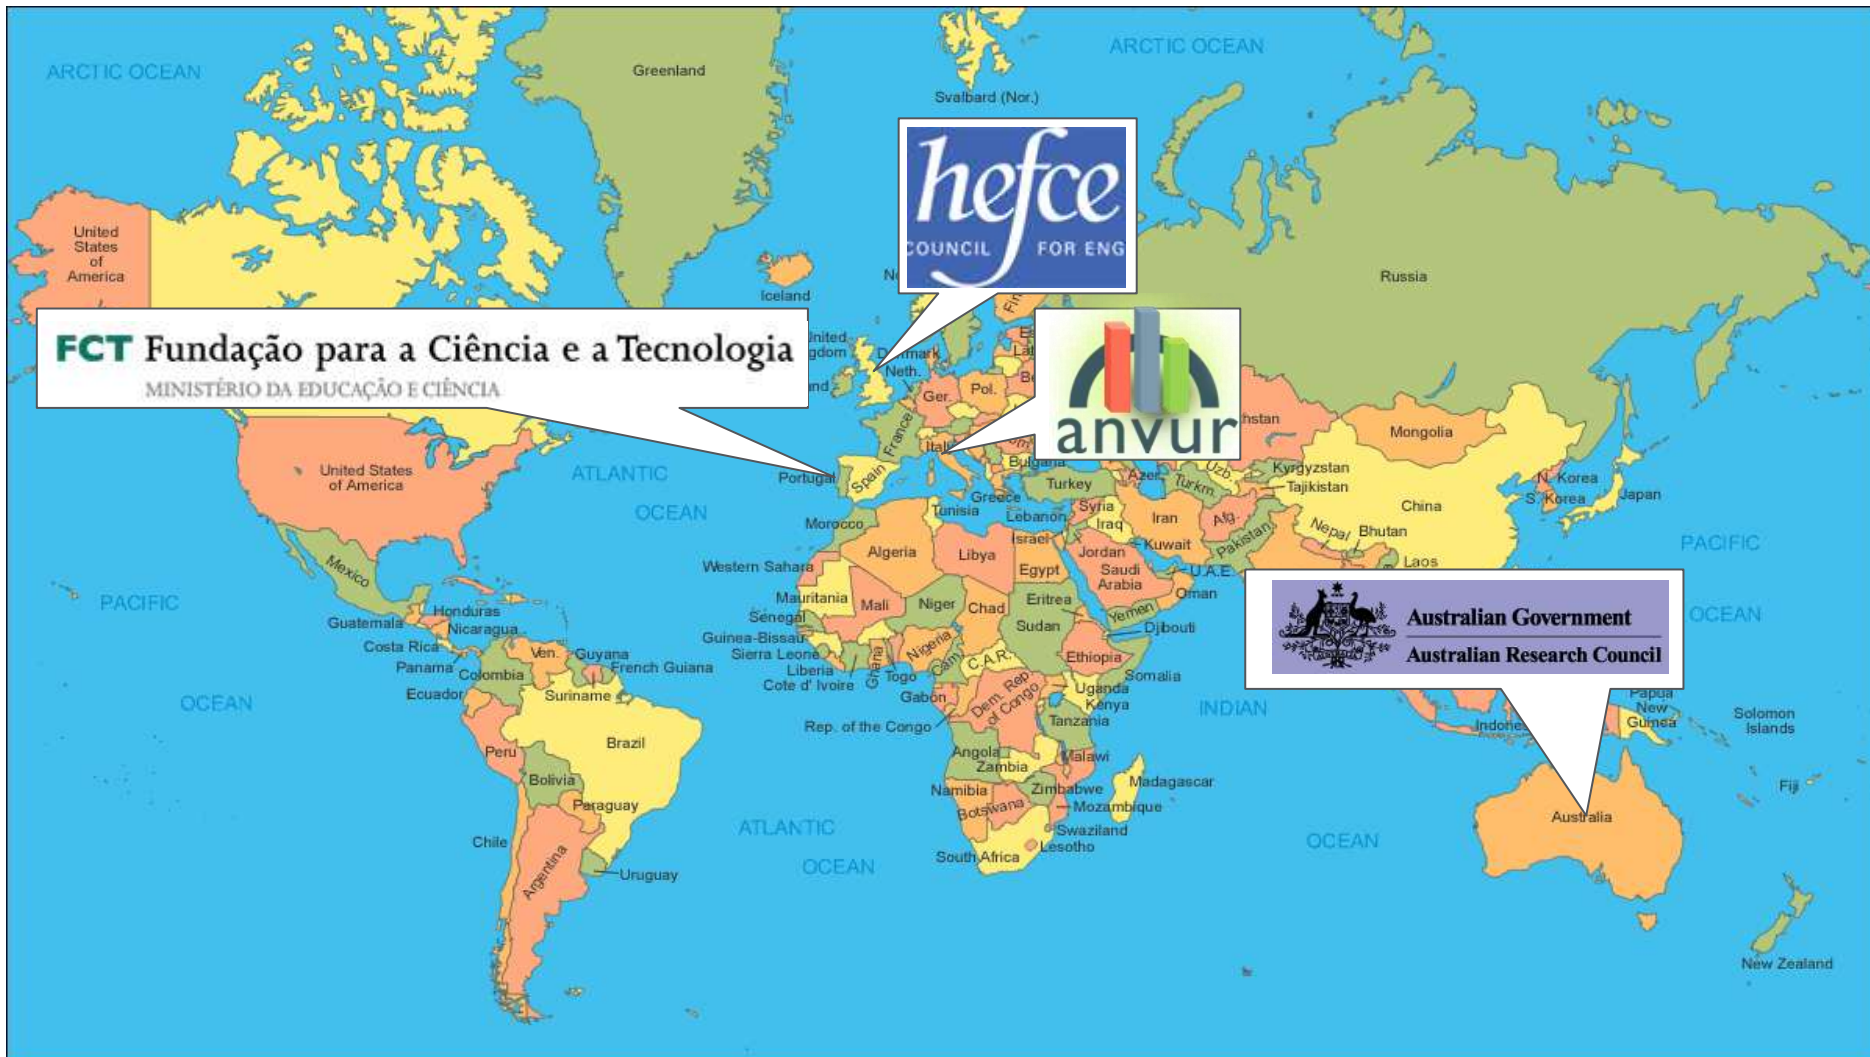 ARCTIC OCEAN
ARCTIC OCEAN
Greenland
Svalbard (Nor.)
hefce
COUNCIL FOR ENG
United
States
of
America
Iceland
Russia
FCT Fundação para a Ciência e a Tecnologia
MINISTÉRIO DA EDUCAÇÃO E CIÊNCIA
Neth.
Ger.
Pol.
France
anvur
Mongolia
United States
of America
ATLANTIC
OCEAN
Portugal
Spain
Bulgaria
Greece
Turkey
Azer.
Turkm.
Uzb.
Kyrgyzstan
Tajikistan
N. Korea
S. Korea
Japan
China
Morocco
Tunisia
Lebanon
Syria
Iraq
Iran
Afg.
Pakistan
Nepal
Bhutan
Laos
PACIFIC
OCEAN
Algeria
Libya
Israel
Egypt
Jordan
Kuwait
Saudi
Arabia
U.A.E.
Oman
Yemen
Western Sahara
Mauritania
Mali
Niger
Chad
Eritrea
Sudan
Djibouti
Senegal
Guinea-Bissau
Sierra Leone
Liberia
Cote d' Ivoire
Ghana
Togo
Nigeria
Cam.
C.A.R.
Ethiopia
Somalia
Mexico
PACIFIC
OCEAN
Guatemala
Honduras
Nicaragua
Costa Rica
Panama
Ven.
Guyana
French Guiana
Colombia
Suriname
Ecuador
Peru
Brazil
Bolivia
Paraguay
Chile
Argentina
Uruguay
Gabon
Rep. of the Congo
Dem. Rep.
of Congo
Uganda
Kenya
Tanzania
Angola
Zambia
Malawi
Namibia
Botswana
Zimbabwe
Mozambique
Madagascar
Swaziland
Lesotho
South Africa
ATLANTIC
OCEAN
INDIAN
OCEAN
Australian Government
Australian Research Council
Papua
New
Guinea
Solomon
Islands
Fiji
Australia
New Zealand